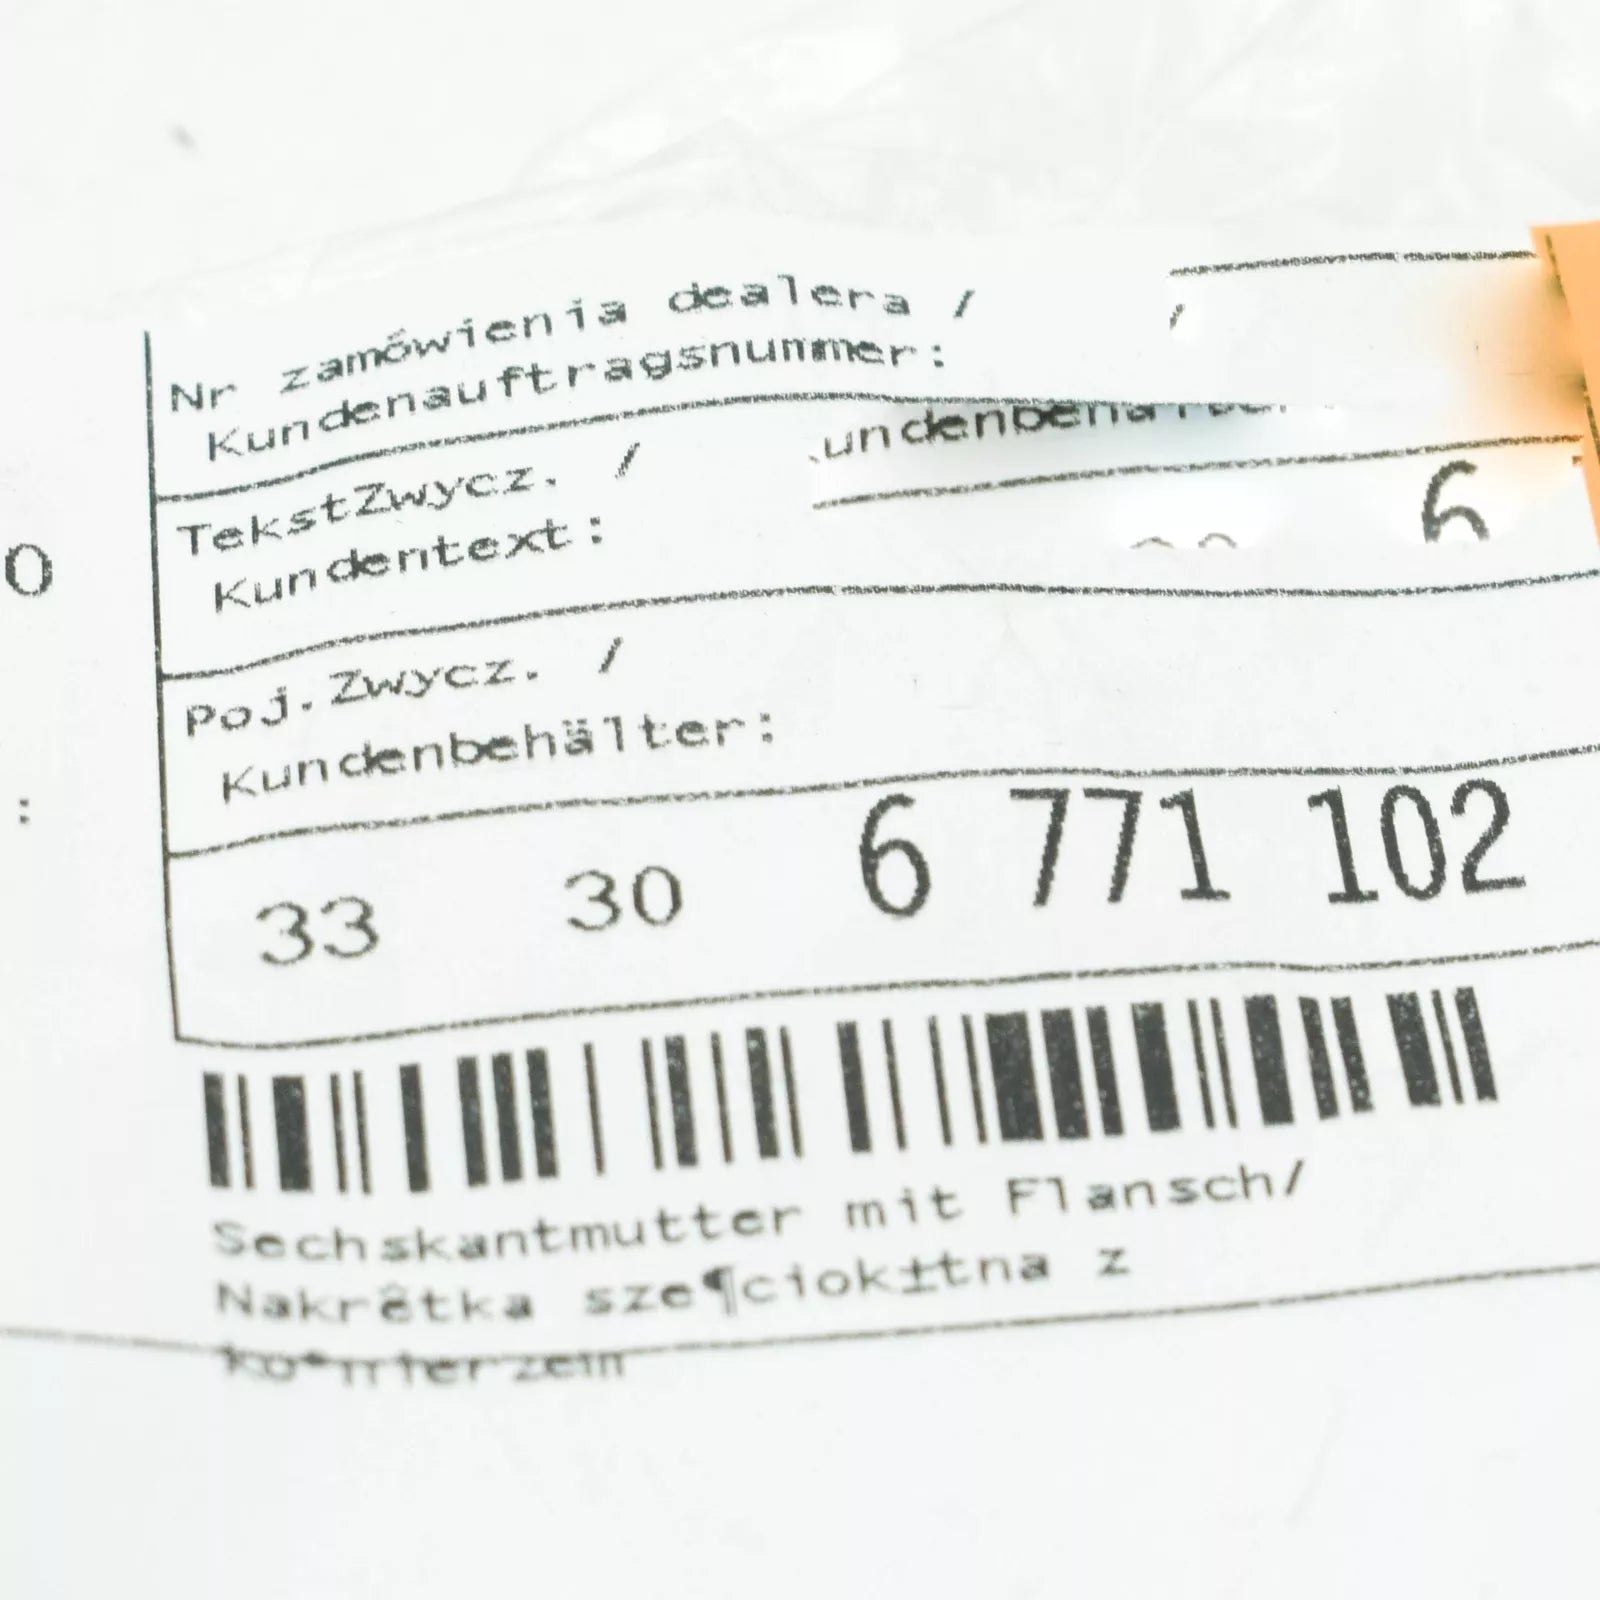 Nr zamówienia dealera /
Kundenauftragsnummer:
/
TekstZwycz. /
Kundentext:
6
Poj.Zwycz. /
Kundenbehälter:
O
:
33 30 6 771 102
Sechskantmutter mit Flansch/
Nakrêtka sze¶ciok±tna z